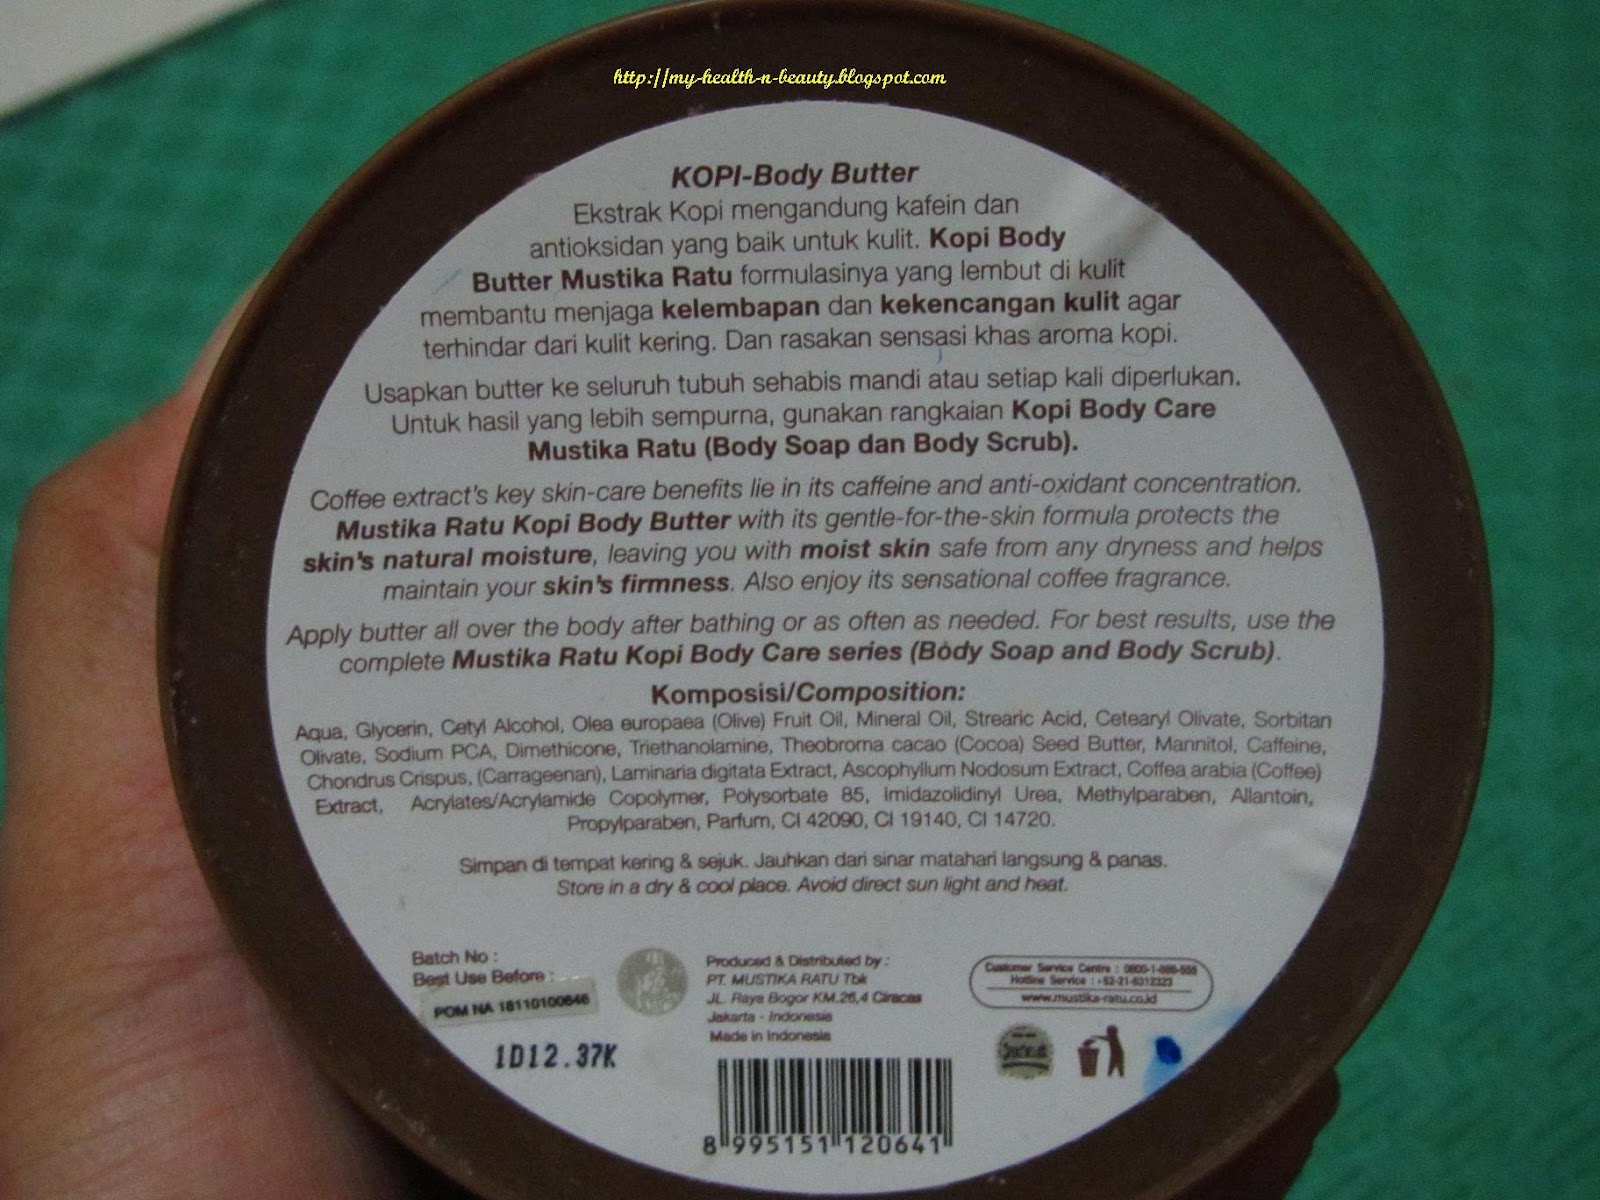 http://my-health-n-beauty.blogspot.com
KOPI-Body Butter
Ekstrak Kopi mengandung kafein dan
antioksidan yang baik untuk kulit. Kopi Body
Butter Mustika Ratu formulasinya yang lembut di kulit
membantu menjaga kelembapan dan kekencangan kulit agar
terhindar dari kulit kering. Dan rasakan sensasi khas aroma kopi.
Usapkan butter ke seluruh tubuh sehabis mandi atau setiap kali diperlukan.
Untuk hasil yang lebih sempurna, gunakan rangkaian Kopi Body Care
Mustika Ratu (Body Soap dan Body Scrub).
Coffee extract's key skin-care benefits lie in its caffeine and anti-oxidant concentration.
Mustika Ratu Kopi Body Butter with its gentle-for-the-skin formula protects the
skin's natural moisture, leaving you with moist skin safe from any dryness and helps
maintain your skin's firmness. Also enjoy its sensational coffee fragrance.
Apply butter all over the body after bathing or as often as needed. For best results, use the
complete Mustika Ratu Kopi Body Care series (Body Soap and Body Scrub).
Komposisi/Composition:
Aqua, Glycerin, Cetyl Alcohol, Olea europaea (Olive) Fruit Oil, Mineral Oil, Strearic Acid, Cetearyl Olivate, Sorbitan
Olivate, Sodium PCA, Dimethicone, Triethanolamine, Theobroma cacao (Cocoa) Seed Butter, Mannitol, Caffeine,
Chondrus Crispus, (Carrageenan), Laminaria digitata Extract, Ascophyllum Nodosum Extract, Coffea arabia (Coffee)
Extract, Acrylates/Acrylamide Copolymer, Polysorbate 85, Imidazolidinyl Urea, Methylparaben, Allantoin,
Propylparaben, Parfum, CI 42090, CI 19140, CI 14720.
Simpan di tempat kering & sejuk. Jauhkan dari sinar matahari langsung & panas.
Store in a dry & cool place. Avoid direct sun light and heat.
Batch No :
Best Use Before :
POM NA 18110100646
1D12.37K
Produced & Distributed by :
PT. MUSTIKA RATU Tbk
JL. Raya Bogor KM.26,4 Ciracas
Jakarta - Indonesia
Made in Indonesia
Customer Service Centre : 0800-1-888-555
Hotline Service : +62-21-8312323
www.mustika-ratu.co.id
8 995151 120641